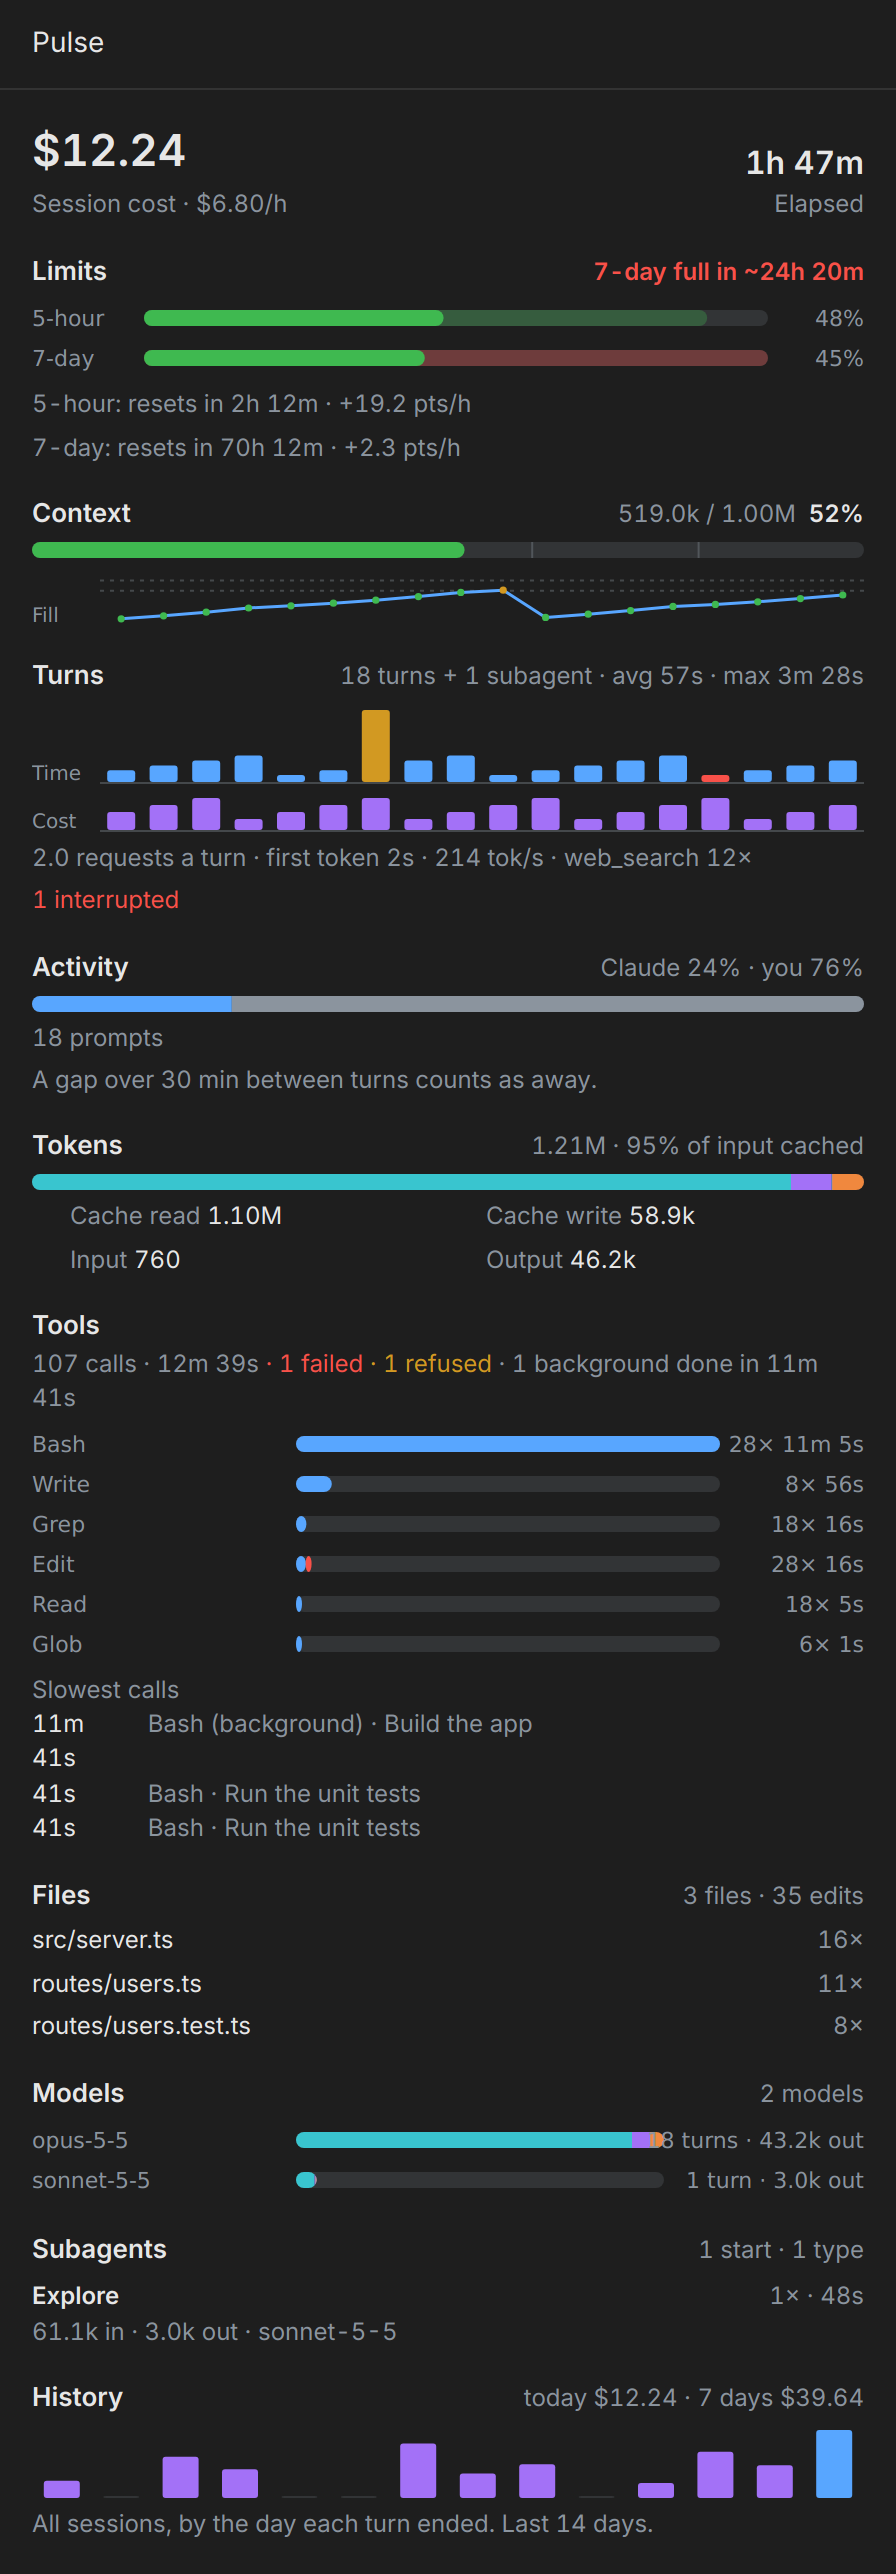 Pulse
$12.24
1h 47m
Session cost · $6.80/h
Elapsed
Limits
7-day full in ~24h 20m
5-hour
48%
7-day
45%
5-hour: resets in 2h 12m · +19.2 pts/h
7-day: resets in 70h 12m · +2.3 pts/h
Context
519.0k / 1.00M 52%
Fill
Turns
18 turns + 1 subagent · avg 57s · max 3m 28s
Time
Cost
2.0 requests a turn · first token 2s · 214 tok/s · web_search 12×
1 interrupted
Activity
Claude 24% · you 76%
18 prompts
A gap over 30 min between turns counts as away.
Tokens
1.21M · 95% of input cached
Cache read 1.10M
Cache write 58.9k
Input 760
Output 46.2k
Tools
107 calls · 12m 39s · 1 failed · 1 refused · 1 background done in 11m
41s
Bash
28× 11m 5s
Write
8× 56s
Grep
18× 16s
Edit
28× 16s
Read
18× 5s
Glob
6× 1s
Slowest calls
11m
41s
Bash (background) · Build the app
41s
Bash · Run the unit tests
41s
Bash · Run the unit tests
Files
3 files · 35 edits
src/server.ts
16×
routes/users.ts
11×
routes/users.test.ts
8×
Models
2 models
opus-5-5
18 turns · 43.2k out
sonnet-5-5
1 turn · 3.0k out
Subagents
1 start · 1 type
Explore
1× · 48s
61.1k in · 3.0k out · sonnet-5-5
History
today $12.24 · 7 days $39.64
All sessions, by the day each turn ended. Last 14 days.